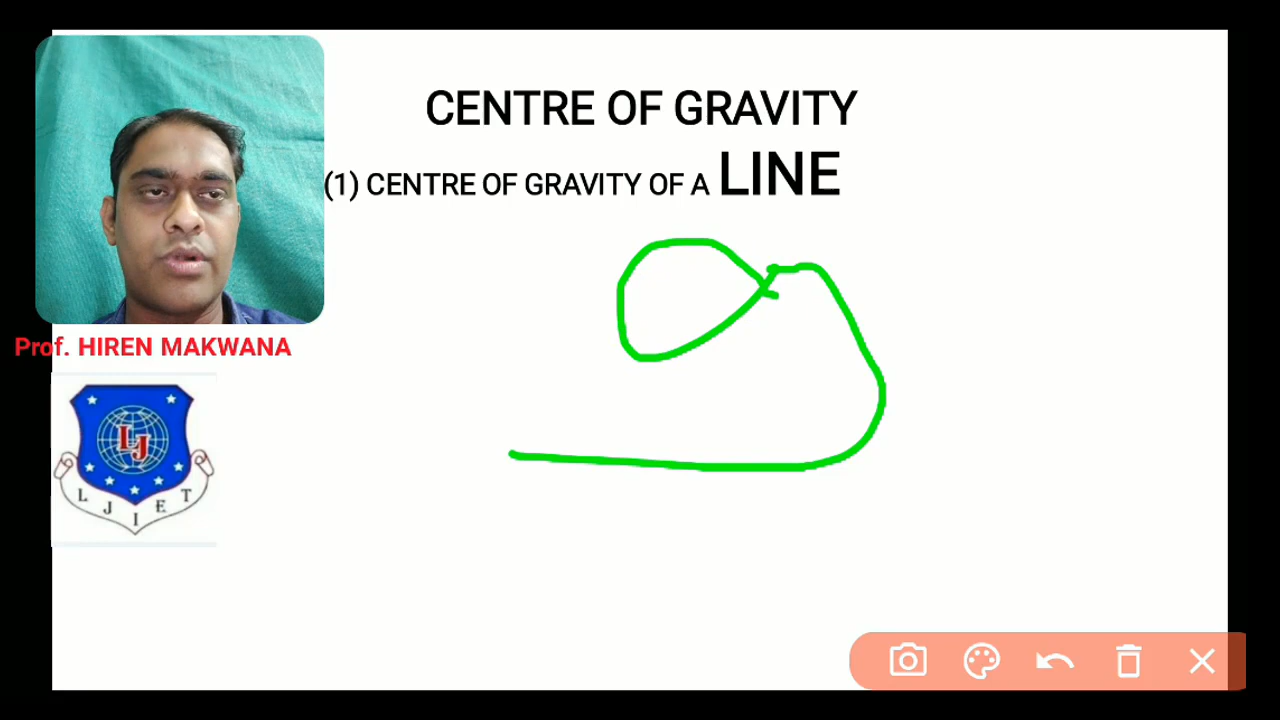 CENTRE OF GRAVITY
(1) CENTRE OF GRAVITY OF A LINE
Prof. HIREN MAKWANA
LJ
L J I E T